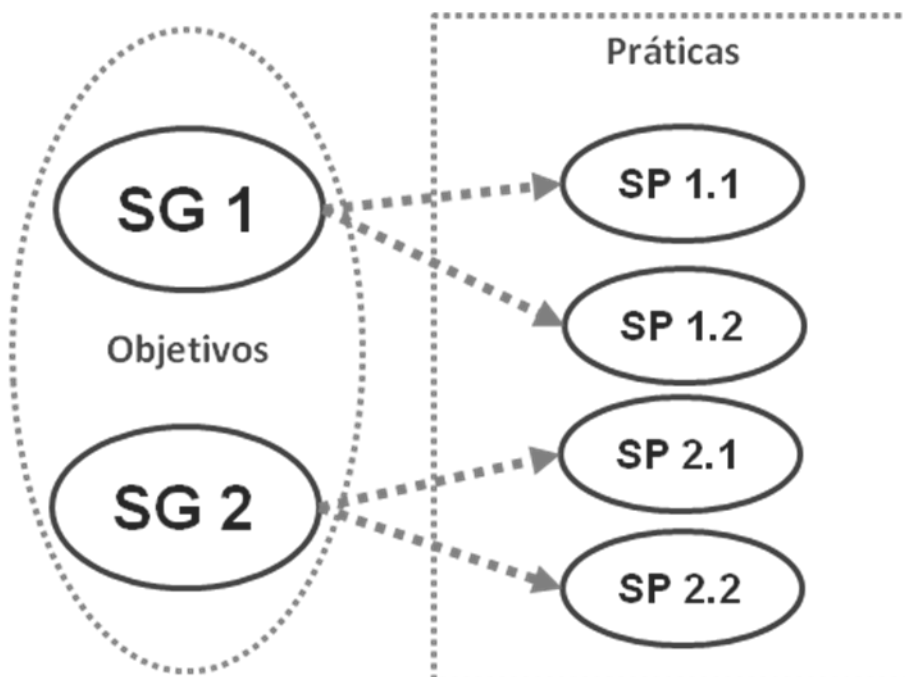 Práticas
SG 1
SP 1.1
SP 1.2
Objetivos
SP 2.1
SG 2
SP 2.2